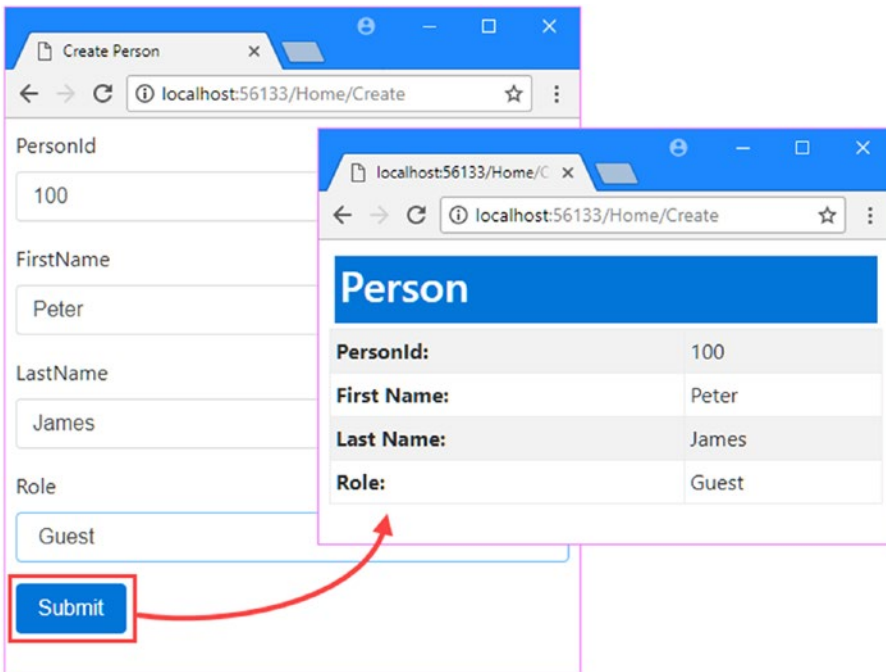 Create Person
localhost:56133/Home/Create
PersonId
100
FirstName
Peter
LastName
James
Role
Guest
Submit
localhost:56133/Home/C
localhost:56133/Home/Create
Person
PersonId: 100
First Name: Peter
Last Name: James
Role: Guest